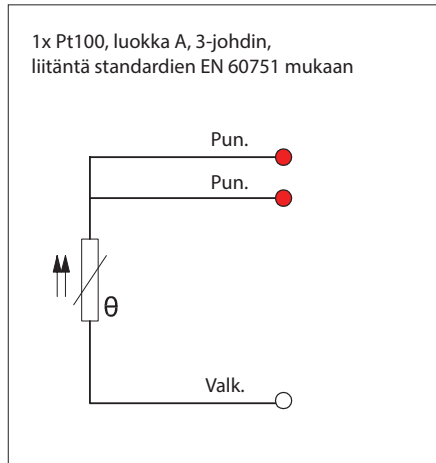 1x Pt100, luokka A, 3-johdin,
liitäntä standardien EN 60751 mukaan
Pun.
Pun.
θ
Valk.